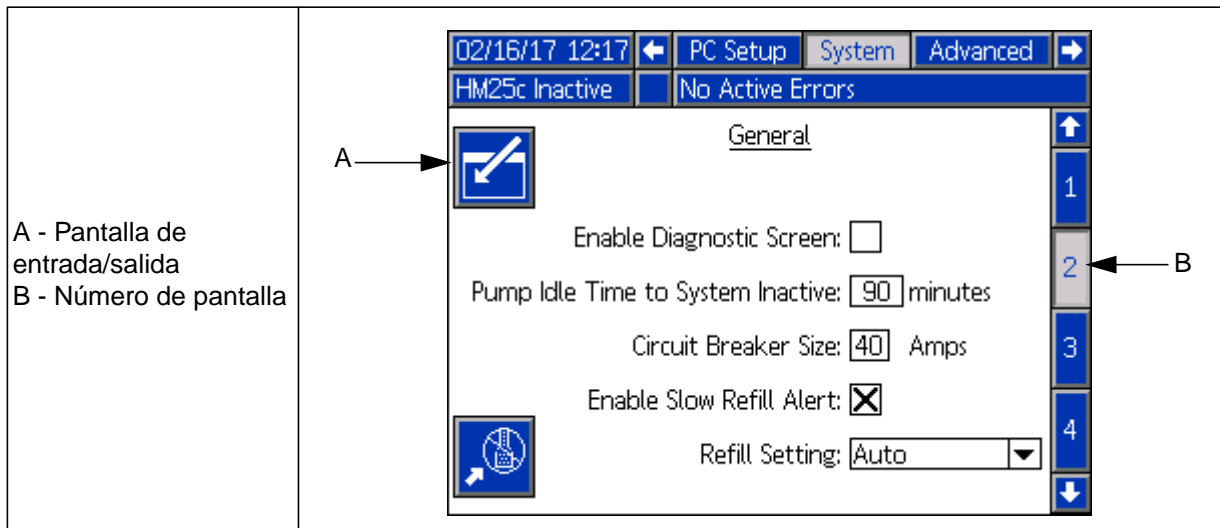 A - Pantalla de
entrada/salida
B - Número de pantalla
02/16/17 12:17 PC Setup System Advanced
HM25c Inactive No Active Errors
A
General
1
Enable Diagnostic Screen:
2
B
Pump Idle Time to System Inactive: 90 minutes
Circuit Breaker Size: 40 Amps
3
Enable Slow Refill Alert:
4
Refill Setting: Auto